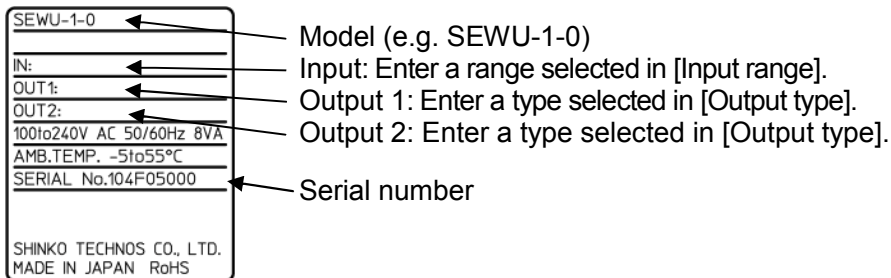 SEWU-1-0
IN:
OUT1:
OUT2:
100to240V AC 50/60Hz 8VA
AMB.TEMP. -5to55°C
SERIAL No.104F05000
SHINKO TECHNOS CO., LTD.
MADE IN JAPAN RoHS
Model (e.g. SEWU-1-0)
Input: Enter a range selected in [Input range].
Output 1: Enter a type selected in [Output type].
Output 2: Enter a type selected in [Output type].
Serial number